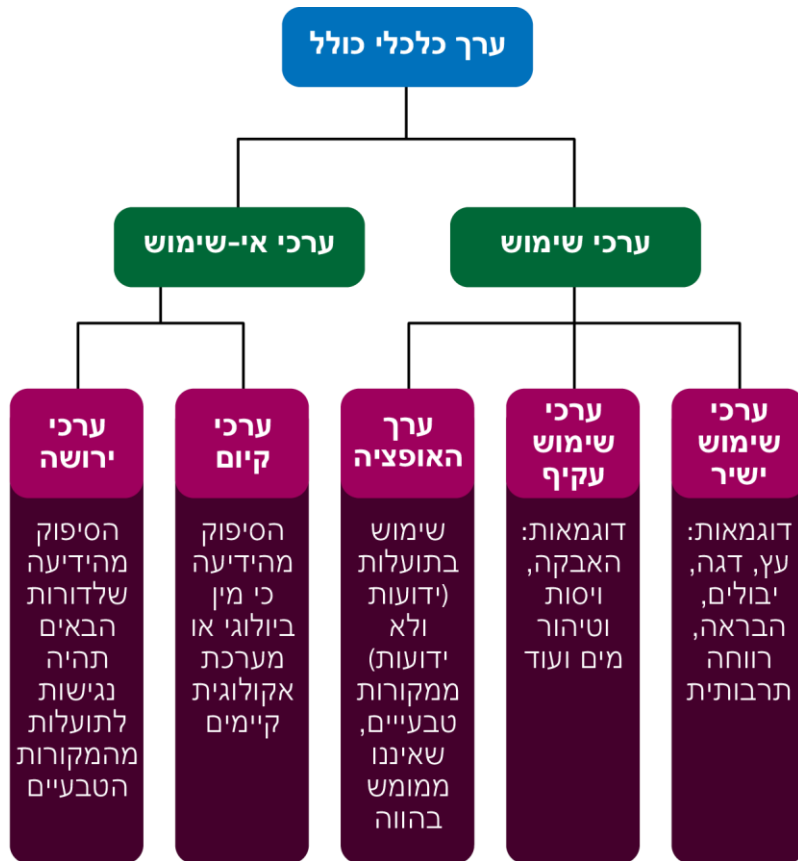 ערך כלכלי כולל
ערכי שימוש
ערכי אי-שימוש
ערכי
שימוש
ישיר
דוגמאות:
עץ, דגה,
יבולים,
הבראה,
רווחה
תרבותית
ערכי
שימוש
עקיף
דוגמאות:
האבקה,
ויסות
וטיהור
מים ועוד
ערך
האופציה
שימוש
בתועלות
(ידועות
ולא
ידועות)
ממקורות
טבעייים,
שאיננו
ממומש
בהווה
ערכי
קיום
הסיפוק
מהידיעה
כי מין
ביולוגי או
מערכת
אקולוגית
קיימים
ערכי
ירושה
הסיפוק
מהידיעה
שלדורות
הבאים
תהיה
נגישות
לתועלות
מהמקורות
הטבעיים